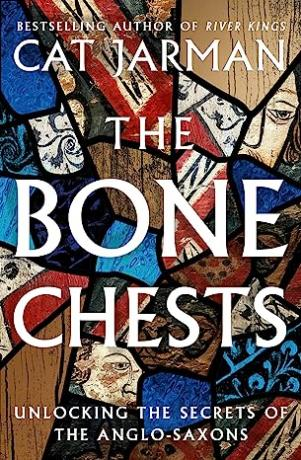 BESTSELLING AUTHOR OF RIVER KINGS
CAT JARMAN
THE
BONE
CHESTS
UNLOCKING THE SECRETS OF
THE ANGLO-SAXONS